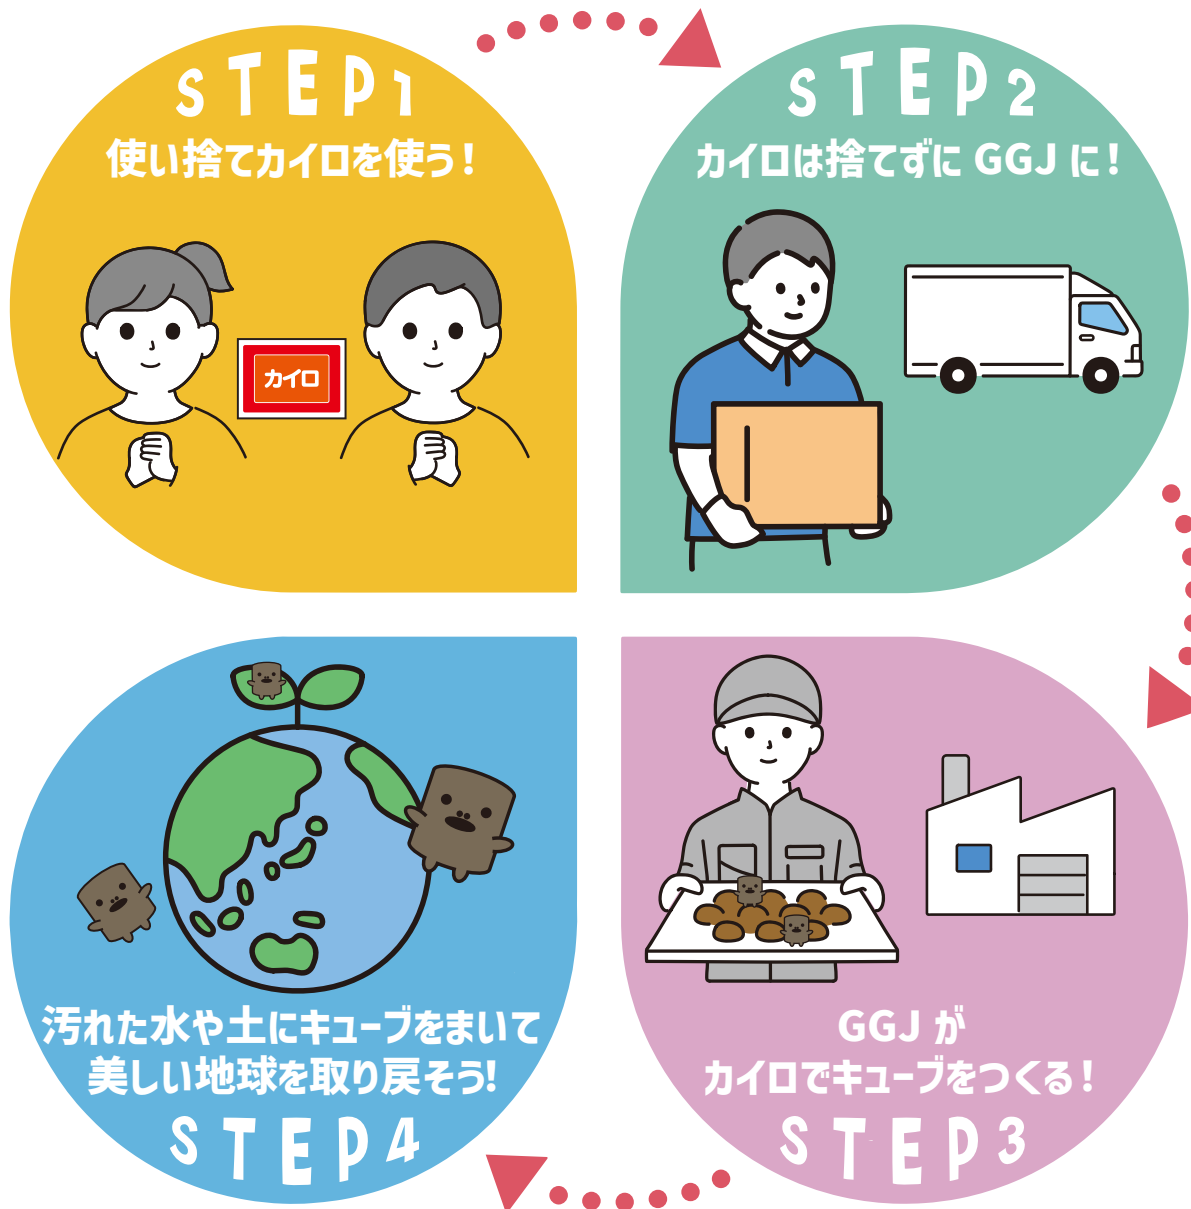 STEP1
使い捨てカイロを使う!
カイロ
STEP2
カイロは捨てずに GGJ に!
GGJ が
カイロでキューブをつくる!
STEP3
汚れた水や土にキューブをまいて
美しい地球を取り戻そう!
STEP4